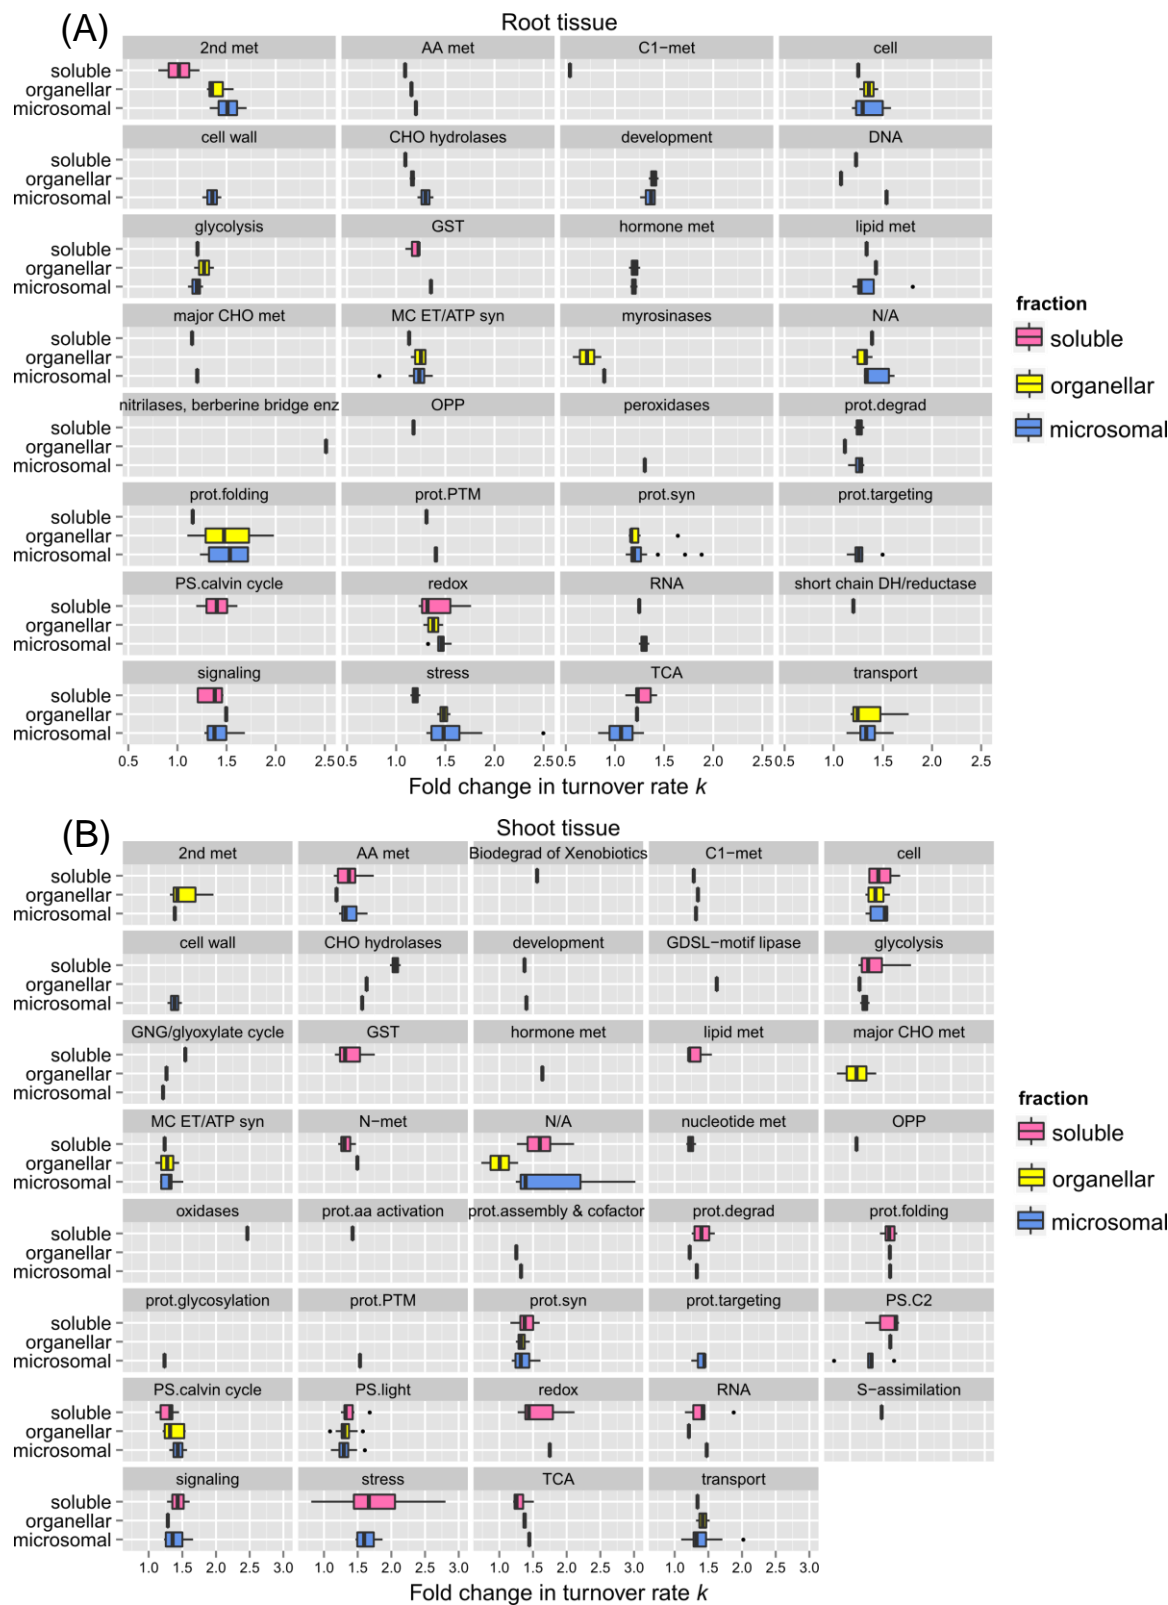 (A)
Root tissue
2nd met AA met C1−met cell
soluble
organellar
microsomal
cell wall CHO hydrolases development DNA
soluble
organellar
microsomal
glycolysis GST hormone met lipid met
soluble
organellar
microsomal
major CHO met MC ET/ATP syn myrosinases N/A
soluble
organellar
microsomal
nitrilases, berberine bridge enz OPP peroxidases prot.degrad
soluble
organellar
microsomal
prot.folding prot.PTM prot.syn prot.targeting
soluble
organellar
microsomal
PS.calvin cycle redox RNA short chain DH/reductase
soluble
organellar
microsomal
signaling stress TCA transport
soluble
organellar
microsomal
0.5 1.0 1.5 2.0 2.5 0.5 1.0 1.5 2.0 2.5 0.5 1.0 1.5 2.0 2.5 0.5 1.0 1.5 2.0 2.5
Fold change in turnover rate k
fraction
soluble
organellar
microsomal
(B)
Shoot tissue
2nd met AA met Biodegrad of Xenobiotics C1−met cell
soluble
organellar
microsomal
cell wall CHO hydrolases development GDSL−motif lipase glycolysis
soluble
organellar
microsomal
GNG/glyoxylate cycle GST hormone met lipid met major CHO met
soluble
organellar
microsomal
MC ET/ATP syn N−met N/A nucleotide met OPP
soluble
organellar
microsomal
oxidases prot.aa activation prot.assembly & cofactor prot.degrad prot.folding
soluble
organellar
microsomal
prot.glycosylation prot.PTM prot.syn prot.targeting PS.C2
soluble
organellar
microsomal
PS.calvin cycle PS.light redox RNA S−assimilation
soluble
organellar
microsomal
signaling stress TCA transport
soluble
organellar
microsomal
1.0 1.5 2.0 2.5 3.0 1.0 1.5 2.0 2.5 3.0 1.0 1.5 2.0 2.5 3.0 1.0 1.5 2.0 2.5 3.0
Fold change in turnover rate k
fraction
soluble
organellar
microsomal